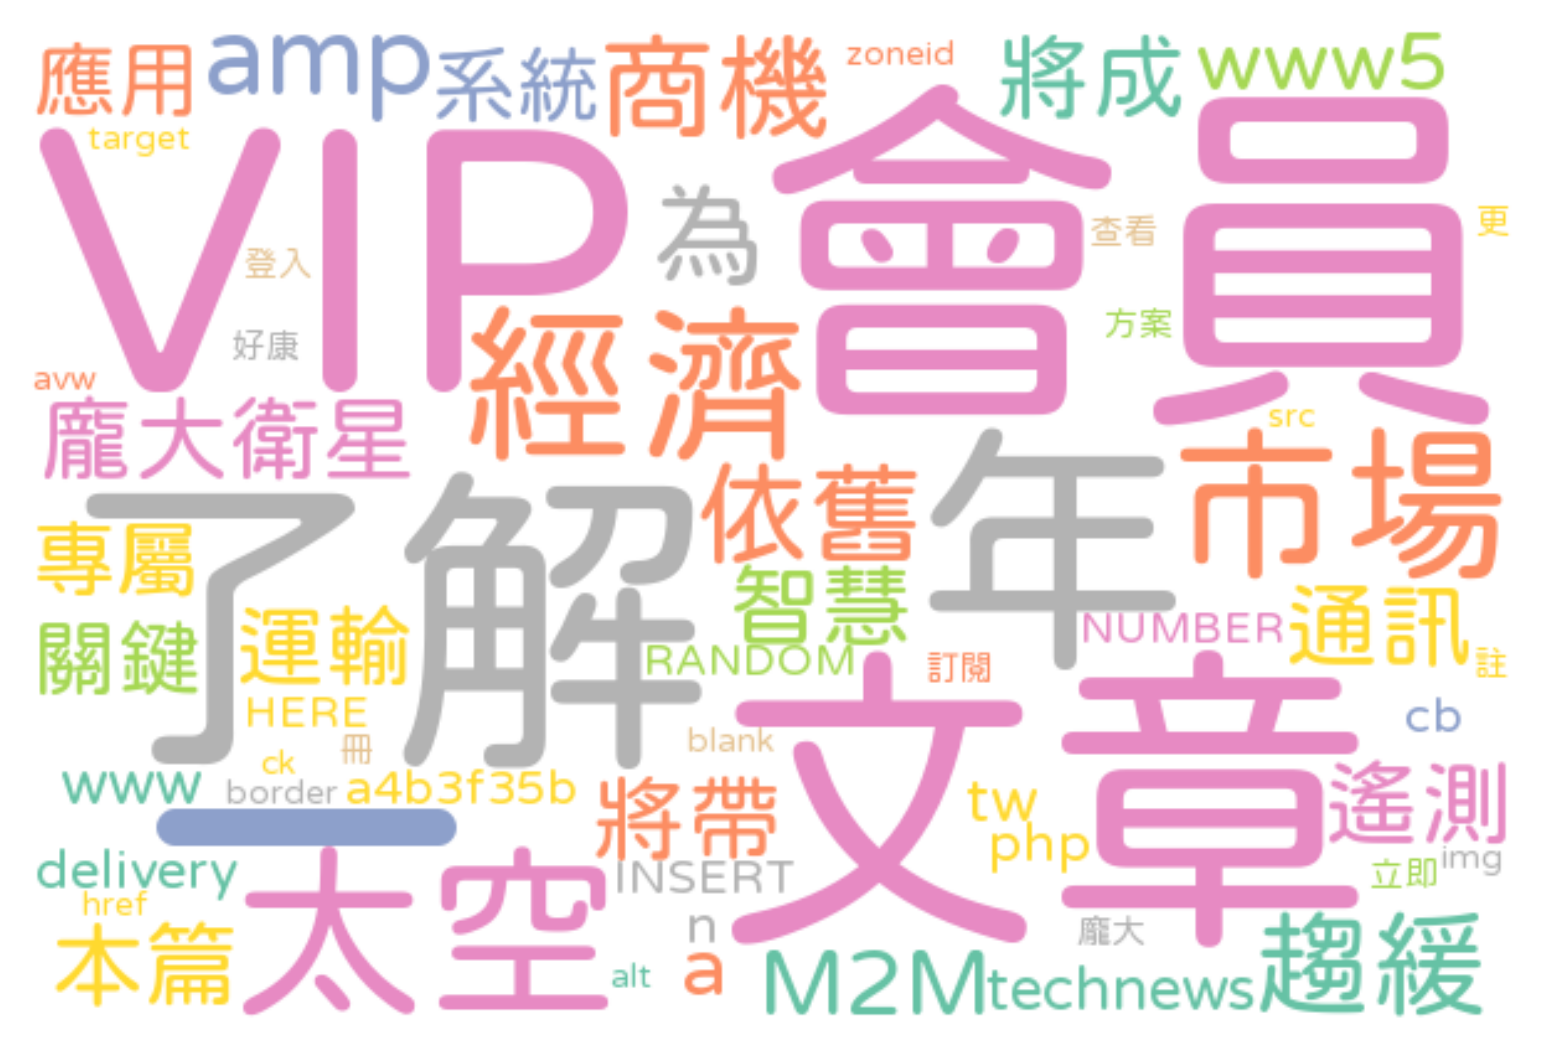 應用
amp
系統
商機
zoneid
將成
www5
target
VIP
會員
為
登入
查看
更
好康
方案
經濟
avw
龐大衛星
src
市場
了解
依舊
年
專屬
智慧
關鍵
運輸
NUMBER
通訊
RANDOM
訂閱
註
HERE
文章
cb
冊
blank
ck
www
border
a4b3f35b
將帶
tw
遙測
一
php
delivery
太空
INSERT
立即
img
href
n
龐大
本篇
alt
a
M2M
technews
趨緩